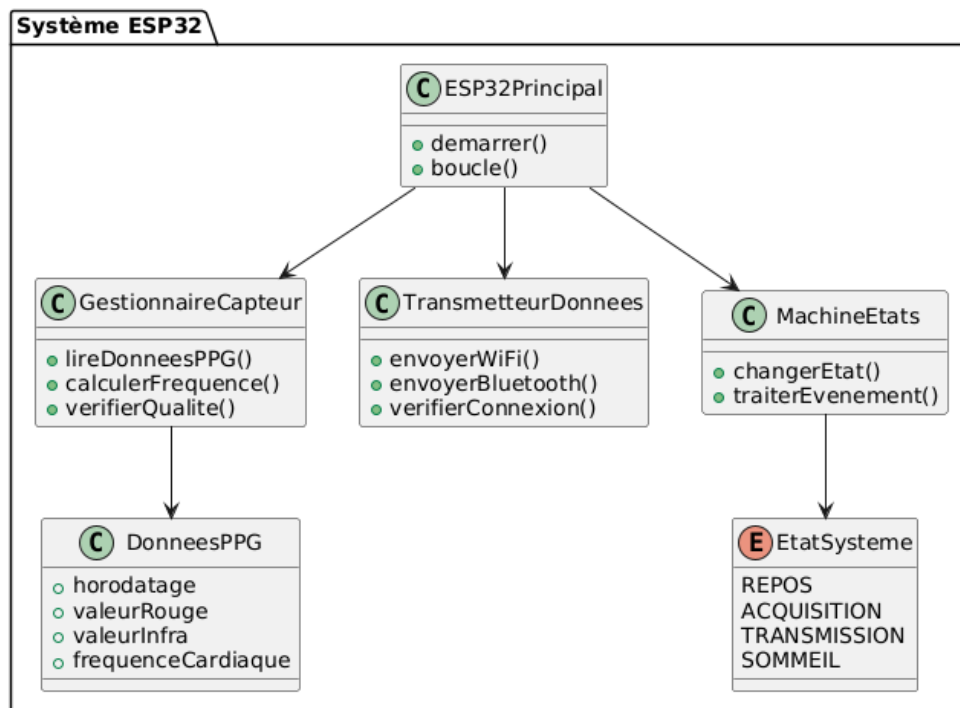 Système ESP32
C ESP32Principal
demarrer()
boucle()
C GestionnaireCapteur
lireDonneesPPG()
calculerFrequence()
verifierQualite()
C TransmetteurDonnees
envoyerWiFi()
envoyerBluetooth()
verifierConnexion()
C MachineEtats
changerEtat()
traiterEvenement()
C DonneesPPG
horodatage
valeurRouge
valeurInfra
frequenceCardiaque
E EtatSysteme
REPOS
ACQUISITION
TRANSMISSION
SOMMEIL